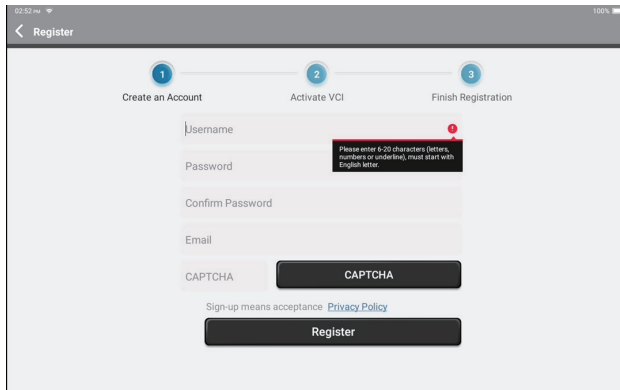 02:52 PM
100%
Register
1
2
3
Create an Account
Activate VCI
Finish Registration
Username
Please enter 6-20 characters (letters,
numbers or underline), must start with
English letter.
Password
Confirm Password
Email
CAPTCHA
CAPTCHA
Sign-up means acceptance Privacy Policy
Register